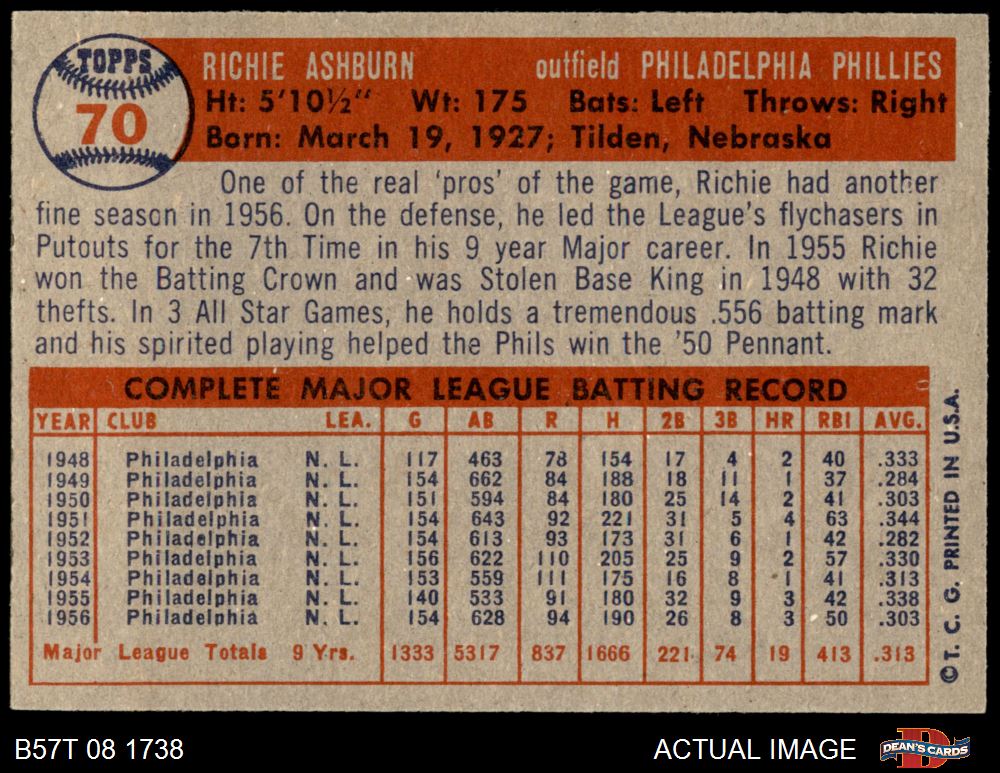 TOPPS
70
RICHIE ASHBURN outfield PHILADELPHIA PHILLIES
Ht: 5'10½" Wt: 175 Bats: Left Throws: Right
Born: March 19, 1927; Tilden, Nebraska
One of the real 'pros' of the game, Richie had another
fine season in 1956. On the defense, he led the League's flychasers in
Putouts for the 7th Time in his 9 year Major career. In 1955 Richie
won the Batting Crown and was Stolen Base King in 1948 with 32
thefts. In 3 All Star Games, he holds a tremendous .556 batting mark
and his spirited playing helped the Phils win the '50 Pennant.
COMPLETE MAJOR LEAGUE BATTING RECORD
YEAR CLUB LEA. G AB R H 2B 3B HR RBI AVG.
1948 Philadelphia N. L. 117 463 78 154 17 4 2 40 .333
1949 Philadelphia N. L. 154 662 84 188 18 11 1 37 .284
1950 Philadelphia N. L. 151 594 84 180 25 14 2 41 .303
1951 Philadelphia N. L. 154 643 92 221 31 5 4 63 .344
1952 Philadelphia N. L. 154 613 93 173 31 6 1 42 .282
1953 Philadelphia N. L. 156 622 110 205 25 9 2 57 .330
1954 Philadelphia N. L. 153 559 111 175 16 8 1 41 .313
1955 Philadelphia N. L. 140 533 91 180 32 9 3 42 .338
1956 Philadelphia N. L. 154 628 94 190 26 8 3 50 .303
Major League Totals 9 Yrs. 1333 5317 837 1666 221 74 19 413 .313
©T. C. G. PRINTED IN U.S.A.
B57T 08 1738 ACTUAL IMAGE DEAN'S CARDS